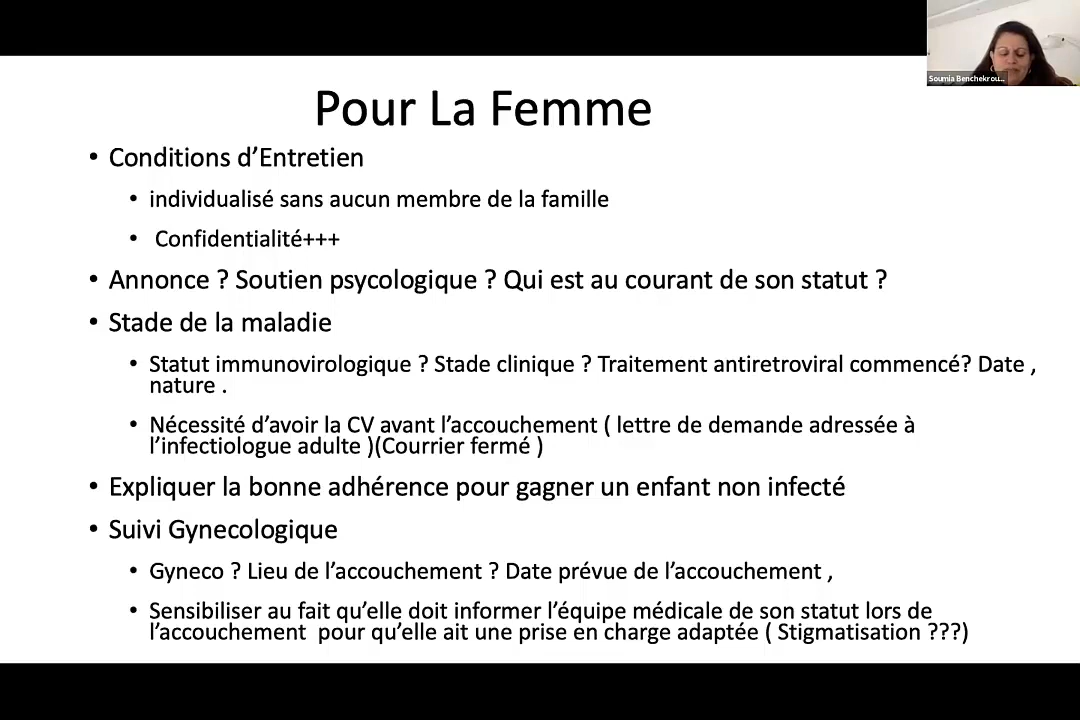 Soumia Benchekrou...
Pour La Femme
• Conditions d'Entretien
• individualisé sans aucun membre de la famille
• Confidentialité+++
• Annonce ? Soutien psycologique ? Qui est au courant de son statut ?
• Stade de la maladie
• Statut immunovirologique ? Stade clinique ? Traitement antiretroviral commencé? Date ,
nature .
• Nécessité d'avoir la CV avant l'accouchement ( lettre de demande adressée à
l'infectiologue adulte )(Courrier fermé )
• Expliquer la bonne adhérence pour gagner un enfant non infecté
• Suivi Gynecologique
• Gyneco ? Lieu de l'accouchement ? Date prévue de l'accouchement ,
• Sensibiliser au fait qu'elle doit informer l'équipe médicale de son statut lors de
l'accouchement pour qu'elle ait une prise en charge adaptée ( Stigmatisation ???)